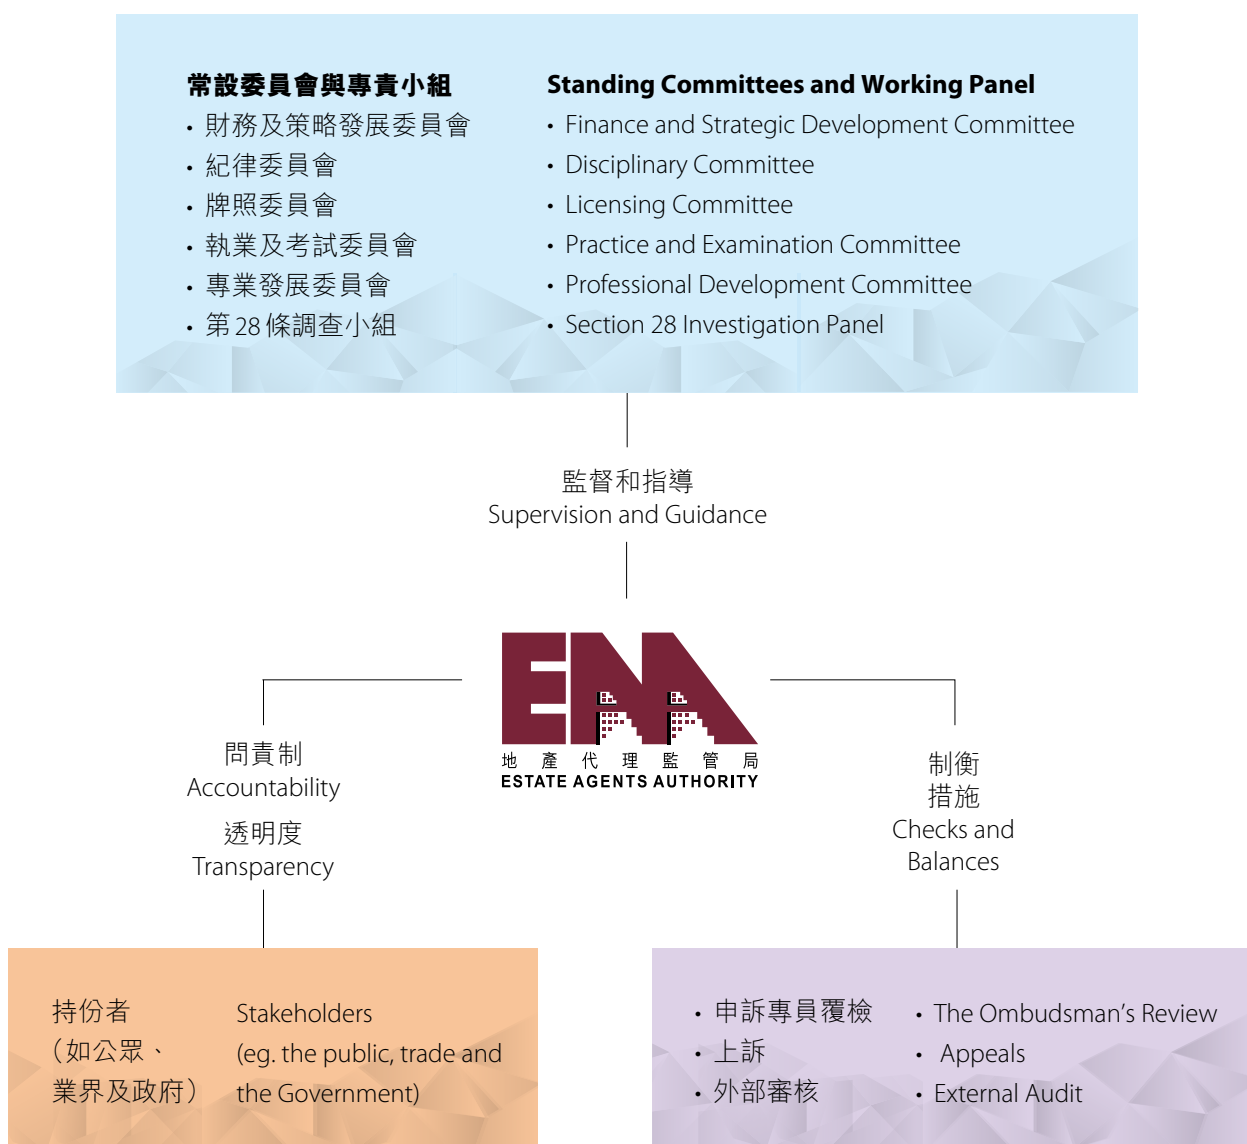 常設委員會與專責小組
• 財務及策略發展委員會
• 紀律委員會
• 牌照委員會
• 執業及考試委員會
• 專業發展委員會
• 第28條調查小組
Standing Committees and Working Panel
• Finance and Strategic Development Committee
• Disciplinary Committee
• Licensing Committee
• Practice and Examination Committee
• Professional Development Committee
• Section 28 Investigation Panel
監督和指導
Supervision and Guidance
EAA
地產代理監管局
ESTATE AGENTS AUTHORITY
問責制
Accountability
透明度
Transparency
制衡
措施
Checks and
Balances
持份者
（如公眾、
業界及政府）
Stakeholders
(eg. the public, trade and
the Government)
• 申訴專員覆檢
• 上訴
• 外部審核
• The Ombudsman’s Review
• Appeals
• External Audit